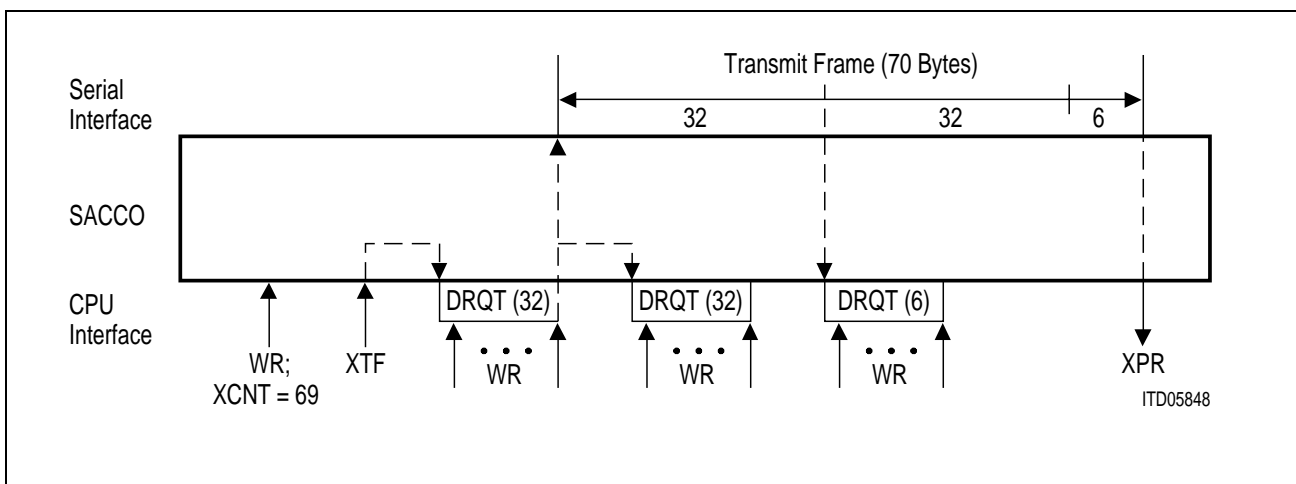 Transmit Frame (70 Bytes)
Serial
Interface
32
32
6
SACCO
CPU
Interface
DRQT (32)
DRQT (32)
DRQT (6)
WR;
XCNT = 69
XTF
• • •
WR
• • •
WR
• • •
WR
XPR
ITD05848